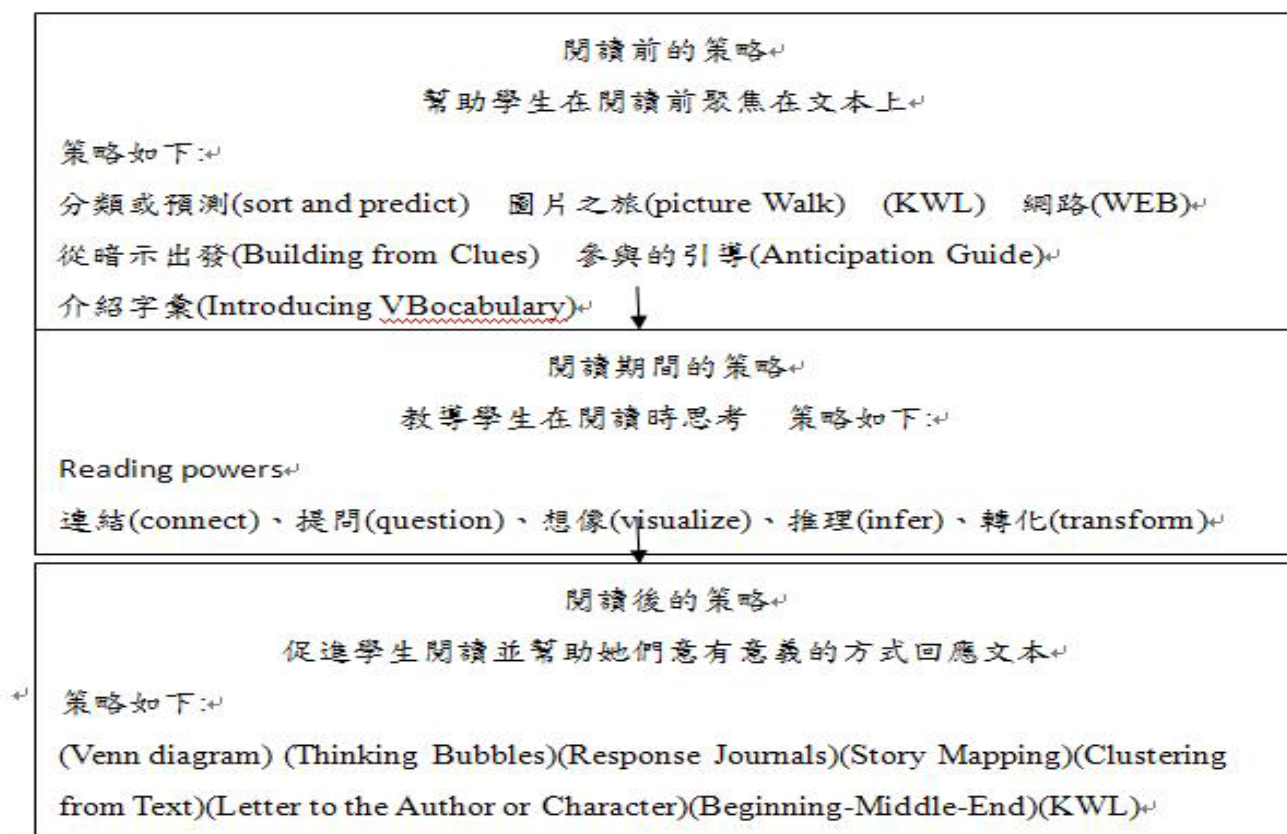 閱讀前的策略
幫助學生在閱讀前聚焦在文本上
策略如下:
分類或預測(sort and predict)　圖片之旅(picture Walk)　(KWL)　網路(WEB)
從暗示出發(Building from Clues)　參與的引導(Anticipation Guide)
介紹字彙(Introducing VBocabulary)
閱讀期間的策略
教導學生在閱讀時思考　策略如下:
Reading powers
連結(connect)、提問(question)、想像(visualize)、推理(infer)、轉化(transform)
閱讀後的策略
促進學生閱讀並幫助她們意有意義的方式回應文本
策略如下:
(Venn diagram) (Thinking Bubbles)(Response Journals)(Story Mapping)(Clustering
from Text)(Letter to the Author or Character)(Beginning-Middle-End)(KWL)